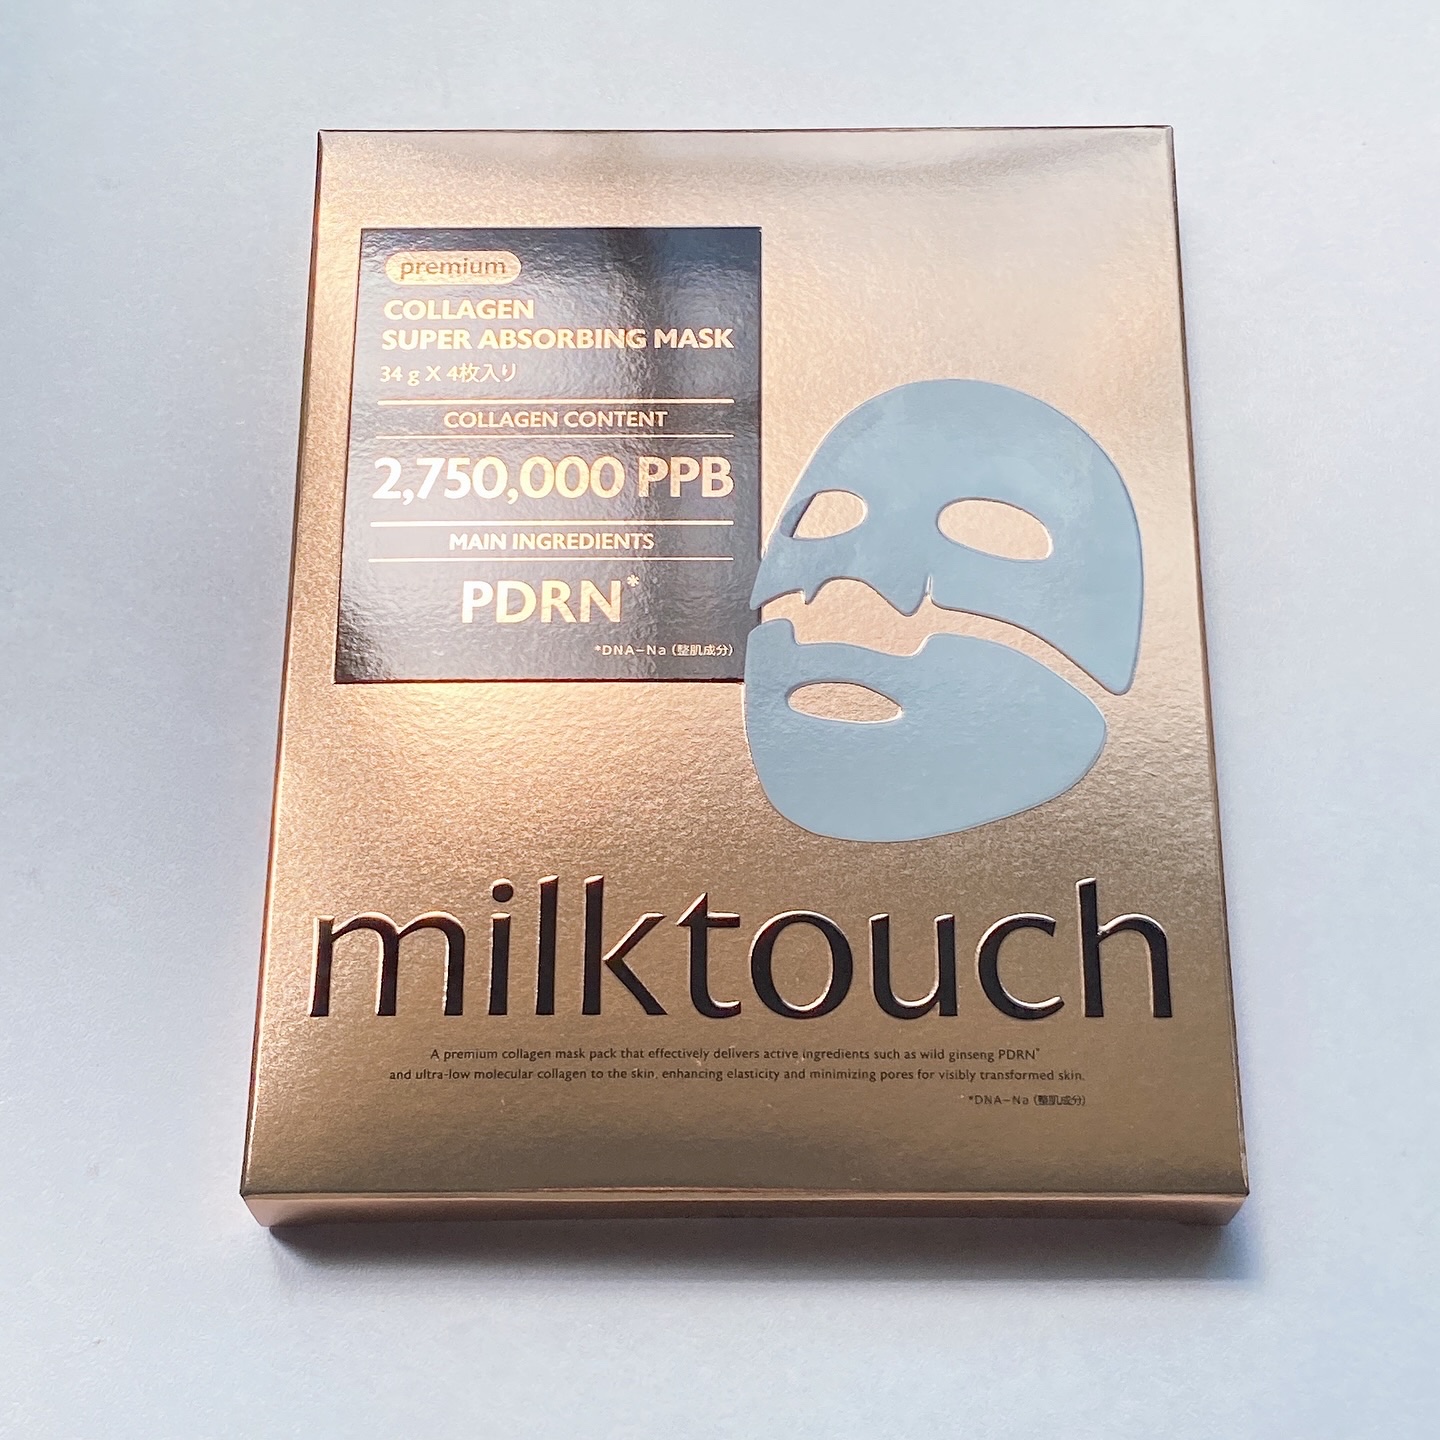 premium
COLLAGEN
SUPER ABSORBING MASK
34 g X 4枚入り
COLLAGEN CONTENT
2,750,000 PPB
MAIN INGREDIENTS
PDRN*
*DNA-Na (整肌成分)
milktouch
A premium collagen mask pack that effectively delivers active ingredients such as wild ginseng PDRN*
and ultra-low molecular collagen to the skin, enhancing elasticity and minimizing pores for visibly transformed skin.
*DNA-Na (整肌成分)